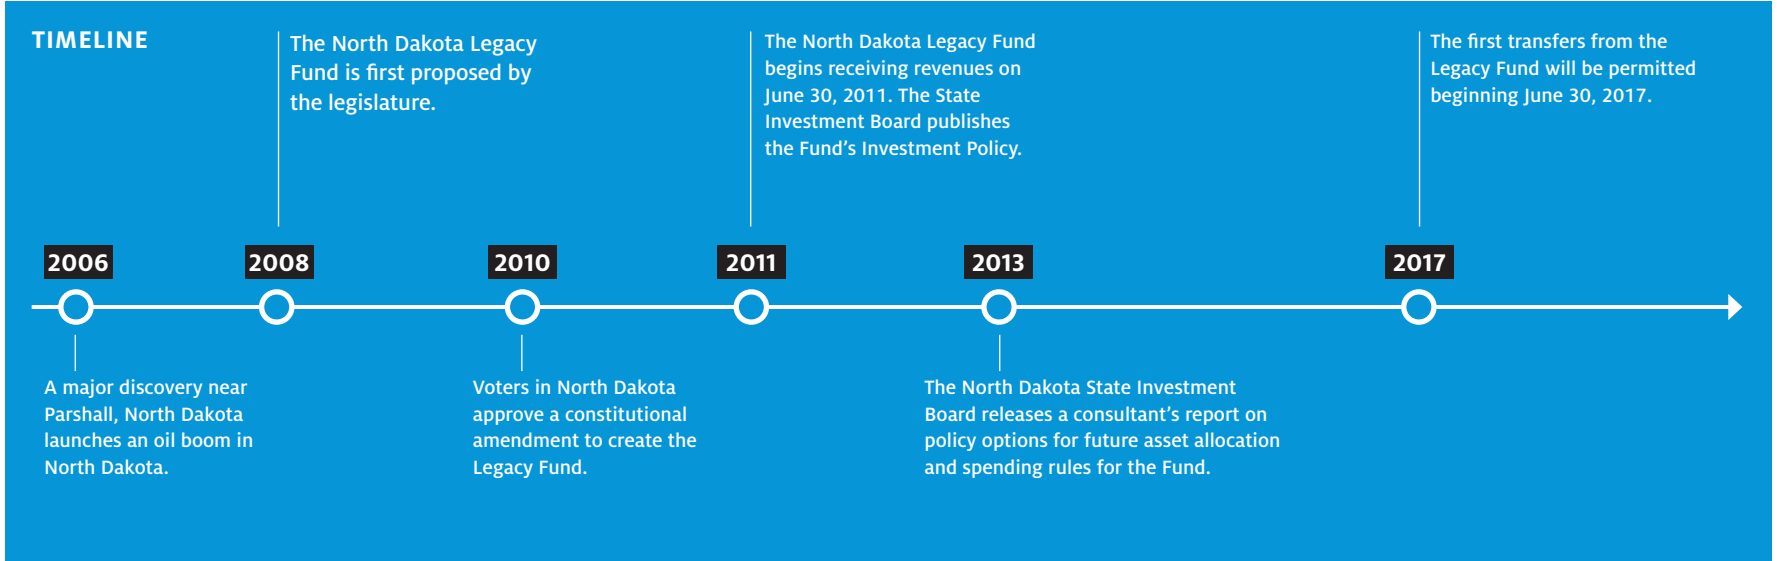 TIMELINE
The North Dakota Legacy
Fund is first proposed by
the legislature.
The North Dakota Legacy Fund
begins receiving revenues on
June 30, 2011. The State
Investment Board publishes
the Fund’s Investment Policy.
The first transfers from the
Legacy Fund will be permitted
beginning June 30, 2017.
2006
2008
2010
2011
2013
2017
A major discovery near
Parshall, North Dakota
launches an oil boom in
North Dakota.
Voters in North Dakota
approve a constitutional
amendment to create the
Legacy Fund.
The North Dakota State Investment
Board releases a consultant’s report on
policy options for future asset allocation
and spending rules for the Fund.